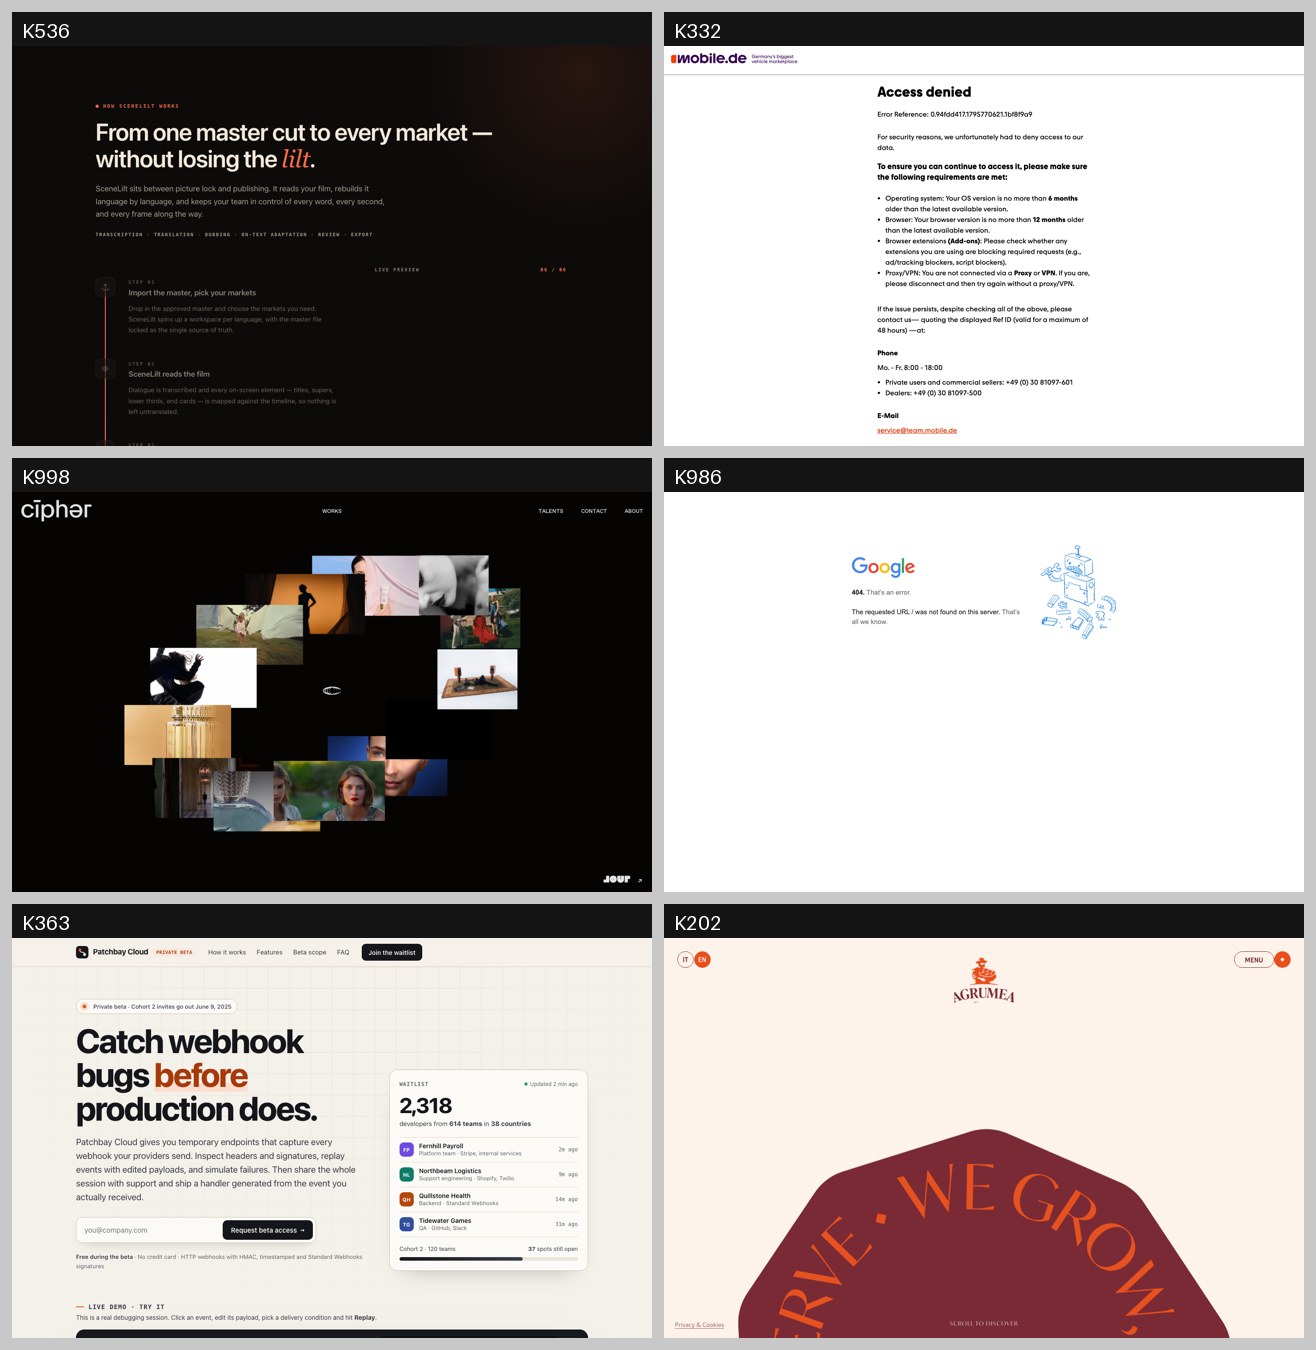 K536
HOW SCENELILT WORKS
From one master cut to every market —
without losing the lilt.
SceneLilt sits between picture lock and publishing. It reads your film, rebuilds it
language by language, and keeps your team in control of every word, every second,
and every frame along the way.
TRANSCRIPTION · TRANSLATION · DUBBING · ON-TEXT ADAPTATION · REVIEW · EXPORT
LIVE PREVIEW
06 / 06
STEP 01
Import the master, pick your markets
Drop in the approved master and choose the markets you need.
SceneLilt spins up a workspace per language, with the master file
locked as the single source of truth.
STEP 02
SceneLilt reads the film
Dialogue is transcribed and every on-screen element — titles, supers,
lower thirds, end cards — is mapped against the timeline, so nothing is
left untranslated.
STEP 03
K332
mobile.de
Germany's biggest
vehicle marketplace
Access denied
Error Reference: 0.94fdd417.1795770621.1bf8f9a9
For security reasons, we unfortunately had to deny access to our
data.
To ensure you can continue to access it, please make sure
the following requirements are met:
• Operating system: Your OS version is no more than 6 months
older than the latest available version.
• Browser: Your browser version is no more than 12 months older
than the latest available version.
• Browser extensions (Add-ons): Please check whether any
extensions you are using are blocking required requests (e.g.,
ad/tracking blockers, script blockers).
• Proxy/VPN: You are not connected via a Proxy or VPN. If you are,
please disconnect and then try again without a proxy/VPN.
If the issue persists, despite checking all of the above, please
contact us— quoting the displayed Ref ID (valid for a maximum of
48 hours) —at:
Phone
Mo. - Fr. 8:00 - 18:00
• Private users and commercial sellers: +49 (0) 30 81097-601
• Dealers: +49 (0) 30 81097-500
E-Mail
service@team.mobile.de
K998
cīphər
WORKS
TALENTS
CONTACT
ABOUT
JOUR
K986
Google
404. That's an error.
The requested URL / was not found on this server. That's
all we know.
K363
Patchbay Cloud
PRIVATE BETA
How it works
Features
Beta scope
FAQ
Join the waitlist
Private beta · Cohort 2 invites go out June 9, 2025
Catch webhook
bugs before
production does.
Patchbay Cloud gives you temporary endpoints that capture every
webhook your providers send. Inspect headers and signatures, replay
events with edited payloads, and simulate failures. Then share the whole
session with support and ship a handler generated from the event you
actually received.
you@company.com
Request beta access →
Free during the beta · No credit card · HTTP webhooks with HMAC, timestamped and Standard Webhooks
signatures
WAITLIST
Updated 2 min ago
2,318
developers from 614 teams in 38 countries
FP
Fernhill Payroll
Platform team · Stripe, internal services
2m ago
NL
Northbeam Logistics
Support engineering · Shopify, Twilio
9m ago
QH
Quillstone Health
Backend · Standard Webhooks
14m ago
TG
Tidewater Games
QA · GitHub, Slack
31m ago
Cohort 2 · 120 teams
37 spots still open
LIVE DEMO · TRY IT
This is a real debugging session. Click an event, edit its payload, pick a delivery condition and hit Replay.
K202
IT
EN
AGRUMEA
MENU
ERVE • WE GROW,
Privacy & Cookies
SCROLL TO DISCOVER